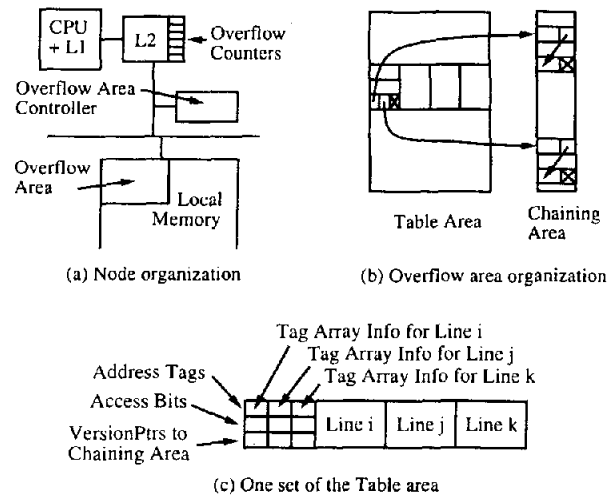 CPU
+ L1
L2
Overflow
Counters
Overflow Area
Controller
Overflow
Area
Local
Memory
(a) Node organization
Table Area
Chaining
Area
(b) Overflow area organization
Tag Array Info for Line i
Tag Array Info for Line j
Tag Array Info for Line k
Address Tags
Access Bits
VersionPtrs to
Chaining Area
Line i
Line j
Line k
(c) One set of the Table area